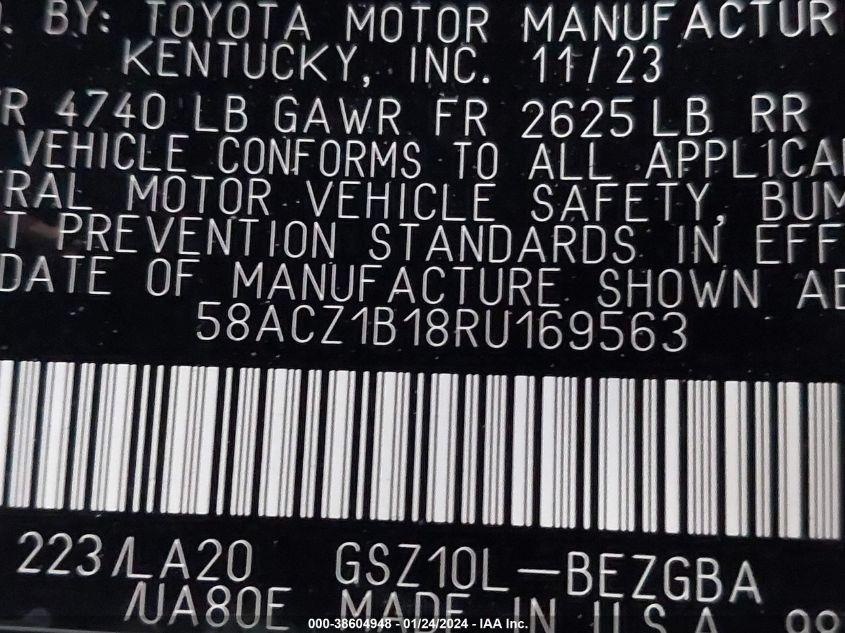 . BY: TOYOTA MOTOR MANUFACTUR
KENTUCKY, INC. 11/23
R 4740 LB GAWR FR 2625 LB RR
VEHICLE CONFORMS TO ALL APPLICA
RAL MOTOR VEHICLE SAFETY, BUM
T PREVENTION STANDARDS IN EFF
DATE OF MANUFACTURE SHOWN AB
58ACZ1B18RU169563
223/LA20 GSZ10L-BEZGBA
/UA80E MADE IN U.S.A. 98
000-38604948 - 01/24/2024 - IAA Inc.